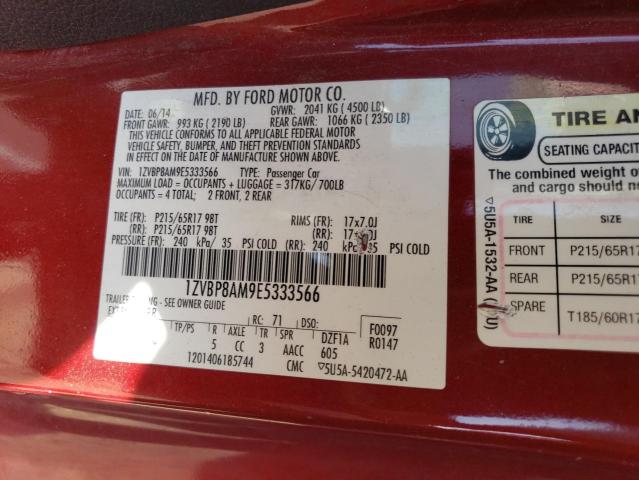 MFD. BY FORD MOTOR CO.
DATE: 06/14 GVWR: 2041 KG ( 4500 LB)
FRONT GAWR: 993 KG ( 2190 LB) REAR GAWR: 1066 KG ( 2350 LB)
THIS VEHICLE CONFORMS TO ALL APPLICABLE FEDERAL MOTOR
VEHICLE SAFETY, BUMPER, AND THEFT PREVENTION STANDARDS
IN EFFECT ON THE DATE OF MANUFACTURE SHOWN ABOVE.
VIN: 1ZVBP8AM9E5333566 TYPE: Passenger Car
MAXIMUM LOAD = OCCUPANTS + LUGGAGE = 317KG/700LB
OCCUPANTS = 4 TOTAL; 2 FRONT, 2 REAR
TIRE (FR): P215/65R17 98T RIMS (FR): 17x7.0J
(RR): P215/65R17 98T (RR): 17
PRESSURE (FR): 240 kPa/ 35 PSI COLD (RR): 240 PSI COLD
1ZVBP8AM9E5333566
TRAILER - SEE OWNER GUIDE
RC: 71 DSO: F0097
TP/PS R AXLE TR SPR DZF1A R0147
5 CC 3 AACC 605
1201406185744 CMC ▽5U5A-5420472-AA
TIRE AN
SEATING CAPACIT
The combined weight o
and cargo should n
TIRE SIZE
FRONT P215/65R17
REAR P215/65R17
SPARE T185/60R17
▽5U5A-1532-AA